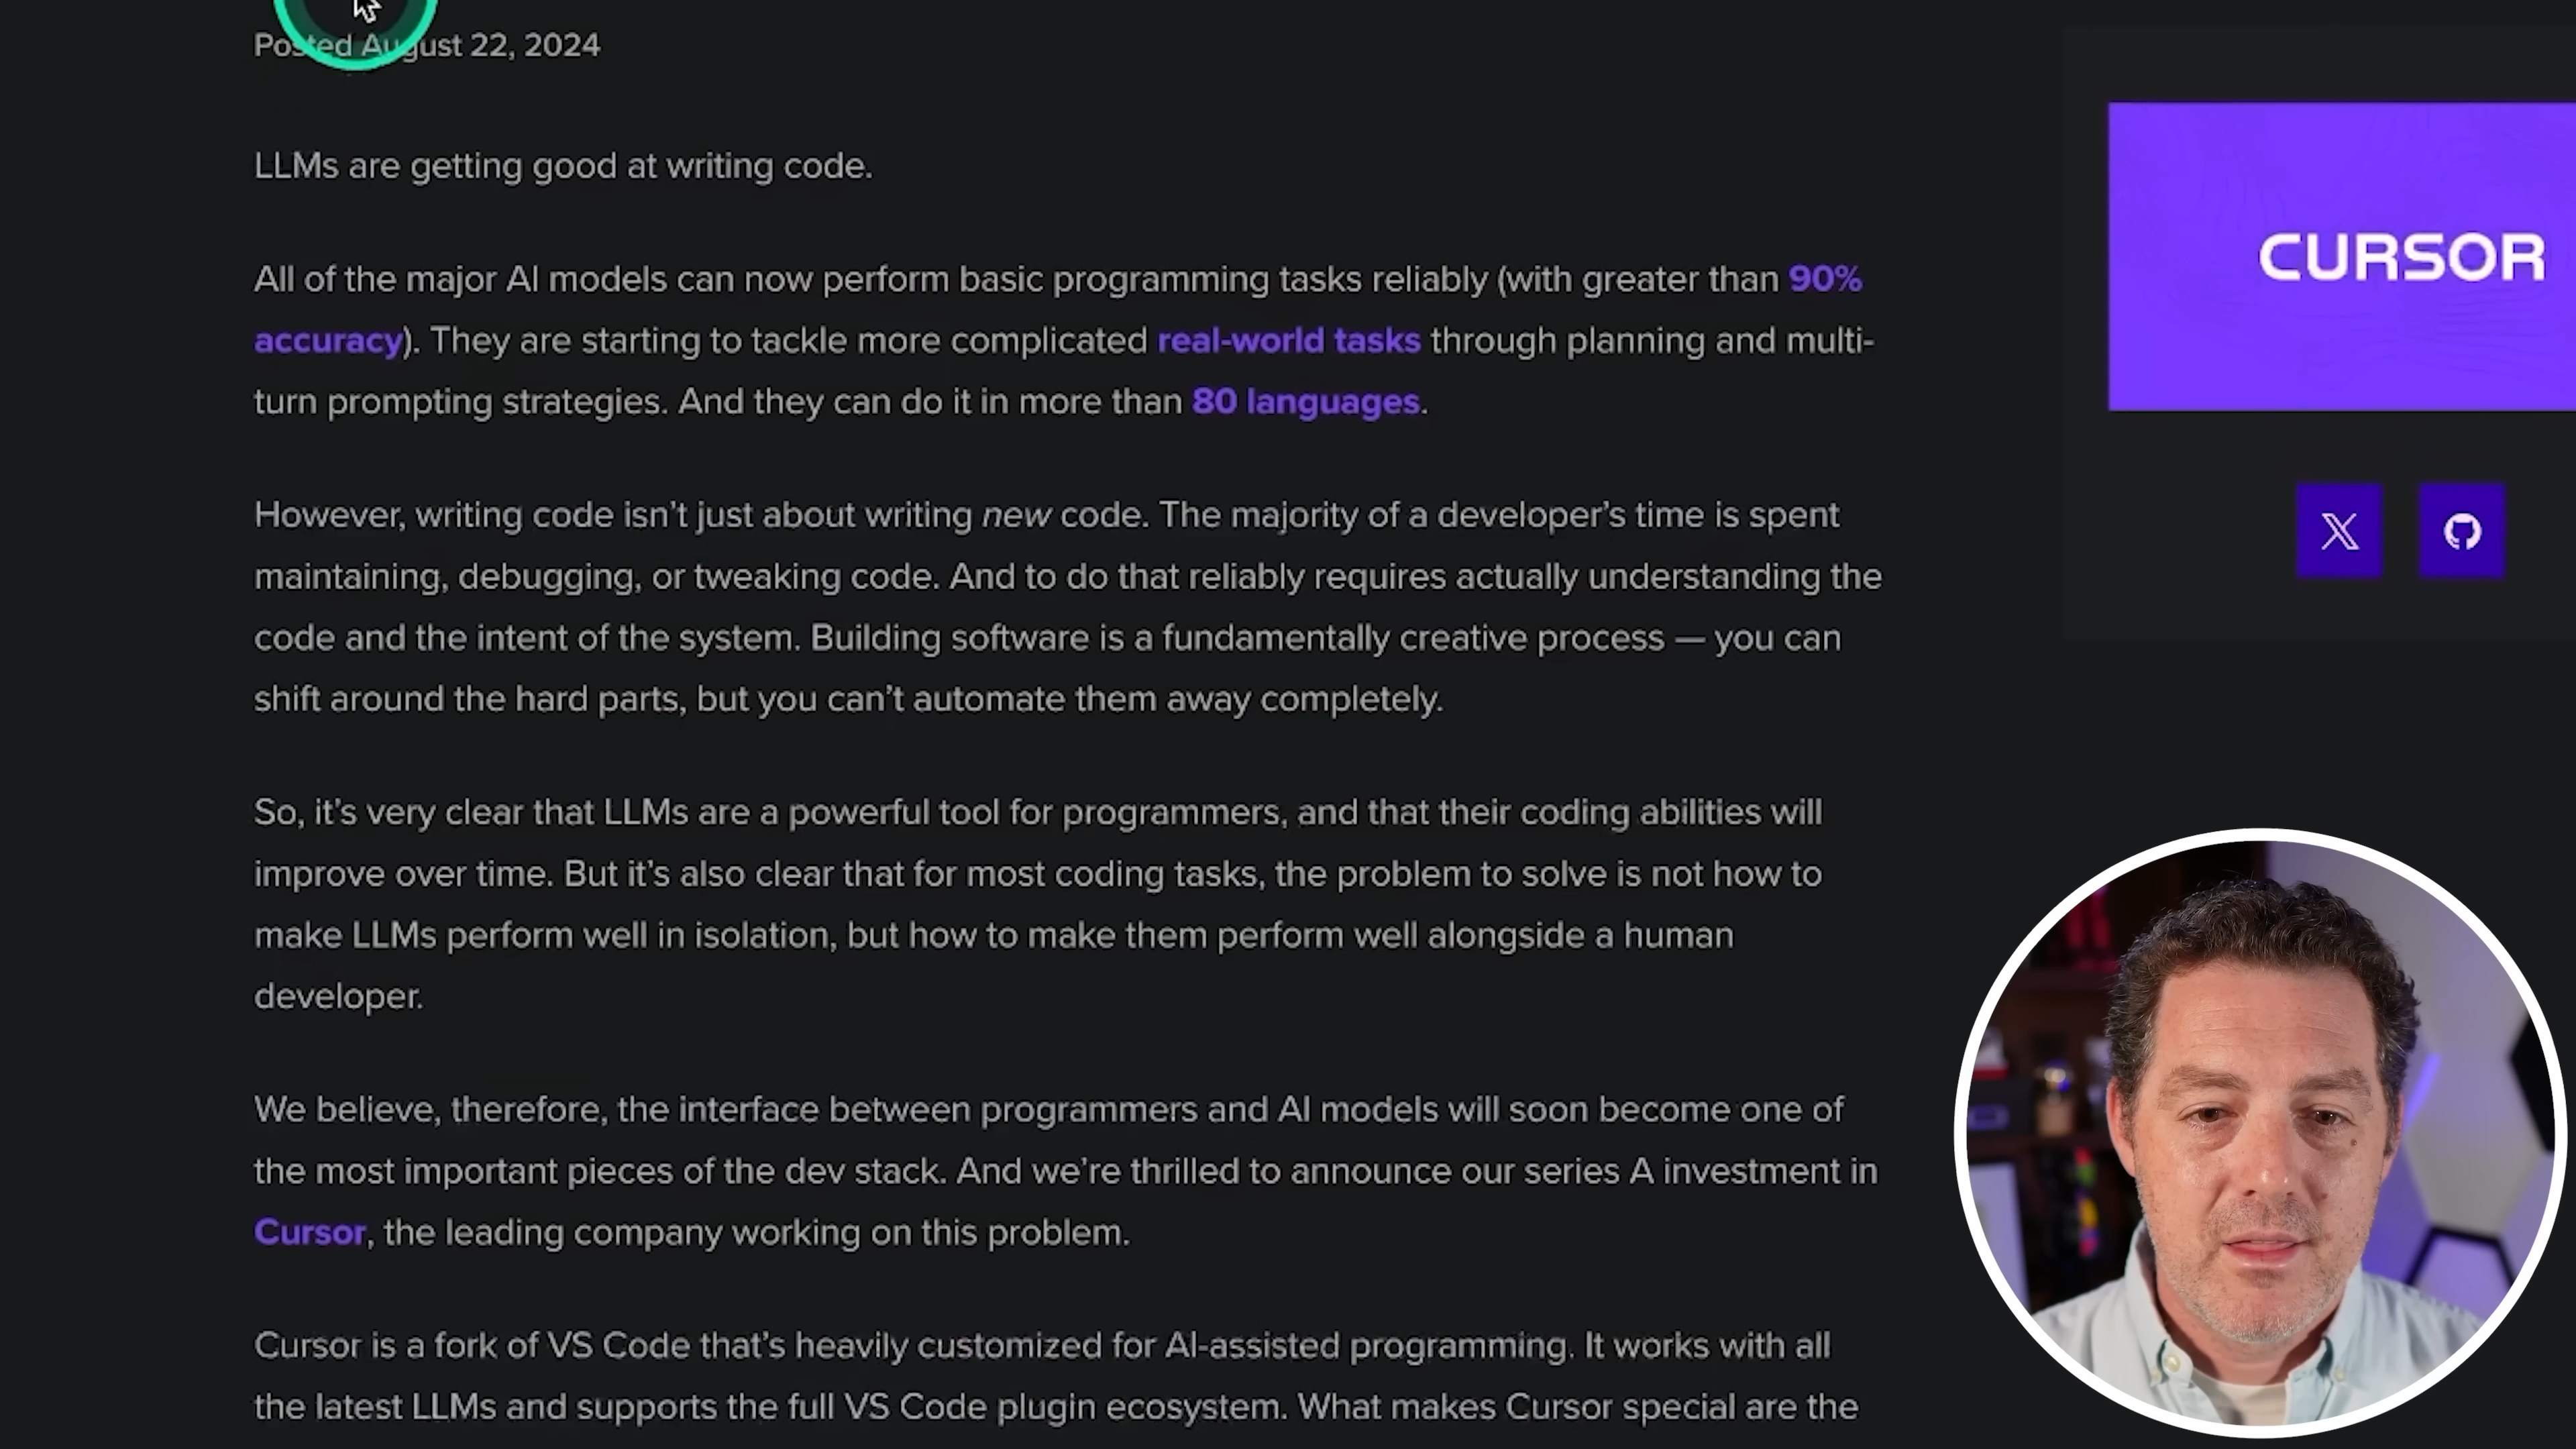 Posted August 22, 2024
LLMs are getting good at writing code.
All of the major AI models can now perform basic programming tasks reliably (with greater than 90%
accuracy). They are starting to tackle more complicated real-world tasks through planning and multi-
turn prompting strategies. And they can do it in more than 80 languages.
However, writing code isn’t just about writing new code. The majority of a developer’s time is spent
maintaining, debugging, or tweaking code. And to do that reliably requires actually understanding the
code and the intent of the system. Building software is a fundamentally creative process — you can
shift around the hard parts, but you can’t automate them away completely.
So, it’s very clear that LLMs are a powerful tool for programmers, and that their coding abilities will
improve over time. But it’s also clear that for most coding tasks, the problem to solve is not how to
make LLMs perform well in isolation, but how to make them perform well alongside a human
developer.
We believe, therefore, the interface between programmers and AI models will soon become one of
the most important pieces of the dev stack. And we’re thrilled to announce our series A investment in
Cursor, the leading company working on this problem.
Cursor is a fork of VS Code that’s heavily customized for AI-assisted programming. It works with all
the latest LLMs and supports the full VS Code plugin ecosystem. What makes Cursor special are the
CURSOR